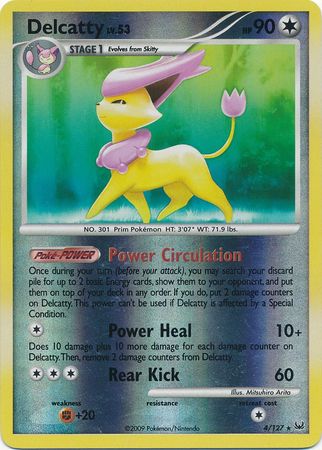 Delcatty LV.53 HP 90
STAGE 1 Evolves from Skitty
NO. 301 Prim Pokémon HT: 3'07" WT: 71.9 lbs.
Poké-POWER Power Circulation
Once during your turn (before your attack), you may search your discard
pile for up to 2 basic Energy cards, show them to your opponent, and put
them on top of your deck in any order. If you do, put 2 damage counters
on Delcatty. This power can't be used if Delcatty is affected by a Special
Condition.
Power Heal 10+
Does 10 damage plus 10 more damage for each damage counter on
Delcatty. Then, remove 2 damage counters from Delcatty.
Rear Kick 60
Illus. Mitsuhiro Arita
weakness resistance retreat cost
+20
©2009 Pokémon/Nintendo 4/127 ★